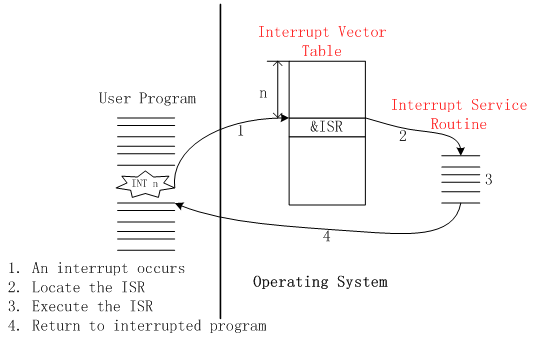 Interrupt Vector
Table
n
User Program
Interrupt Service
Routine
1
&ISR
2
INT n
3
4
1. An interrupt occurs
2. Locate the ISR
3. Execute the ISR
4. Return to interrupted program
Operating System